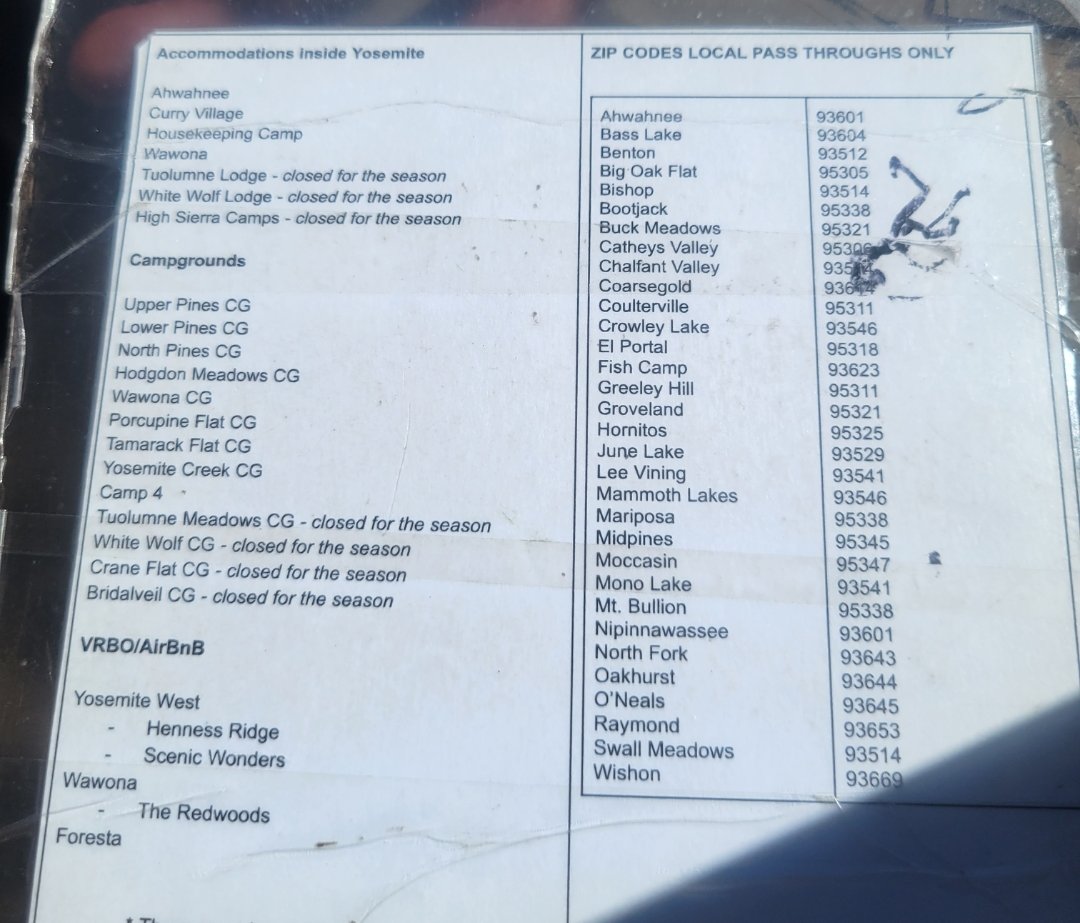 Accommodations inside Yosemite
Ahwahnee
Curry Village
Housekeeping Camp
Wawona
Tuolumne Lodge - closed for the season
White Wolf Lodge - closed for the season
High Sierra Camps - closed for the season
Campgrounds
Upper Pines CG
Lower Pines CG
North Pines CG
Hodgdon Meadows CG
Wawona CG
Porcupine Flat CG
Tamarack Flat CG
Yosemite Creek CG
Camp 4
Tuolumne Meadows CG - closed for the season
White Wolf CG - closed for the season
Crane Flat CG - closed for the season
Bridalveil CG - closed for the season
VRBO/AirBnB
Yosemite West
- Henness Ridge
- Scenic Wonders
Wawona
- The Redwoods
Foresta
ZIP CODES LOCAL PASS THROUGHS ONLY
Ahwahnee 93601
Bass Lake 93604
Benton 93512
Big Oak Flat 95305
Bishop 93514
Bootjack 95338
Buck Meadows 95321
Catheys Valley
Chalfant Valley
Coarsegold
Coulterville 95311
Crowley Lake 93546
El Portal 95318
Fish Camp 93623
Greeley Hill 95311
Groveland 95321
Hornitos 95325
June Lake 93529
Lee Vining 93541
Mammoth Lakes 93546
Mariposa 95338
Midpines 95345
Moccasin 95347
Mono Lake 93541
Mt. Bullion 95338
Nipinnawassee 93601
North Fork 93643
Oakhurst 93644
O'Neals 93645
Raymond 93653
Swall Meadows 93514
Wishon 93669